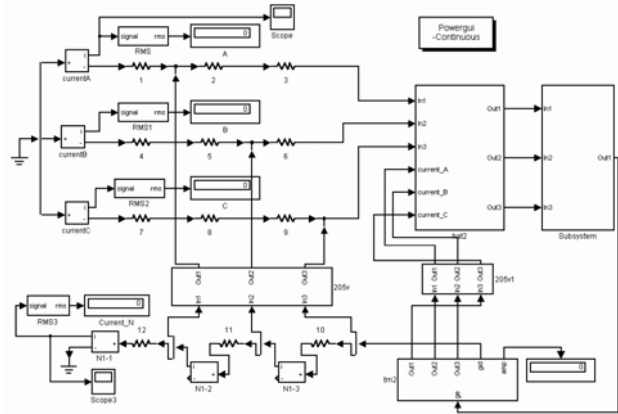 Powergui
-Continuous
signal rms
RMS
0
A
Scope
+ i
-
currentA
1
2
3
signal rms
RMS1
0
B
+ i
-
currentB
4
5
6
signal rms
RMS2
0
C
+ i
-
currentC
7
8
9
In1
In2
In3
current_A
current_B
current_C
Out1
Out2
Out3
In1
In2
In3
Out1
Subsystem
Out1
Out2
Out3
In1
In2
In3
205v
Out1
Out2
Out3
In1
In2
In3
205v1
signal rms
RMS3
0
Current_N
12
11
10
N1-1
N1-2
N1-3
Scope3
Out1
Out2
Out3
gid
amp
trn2
0